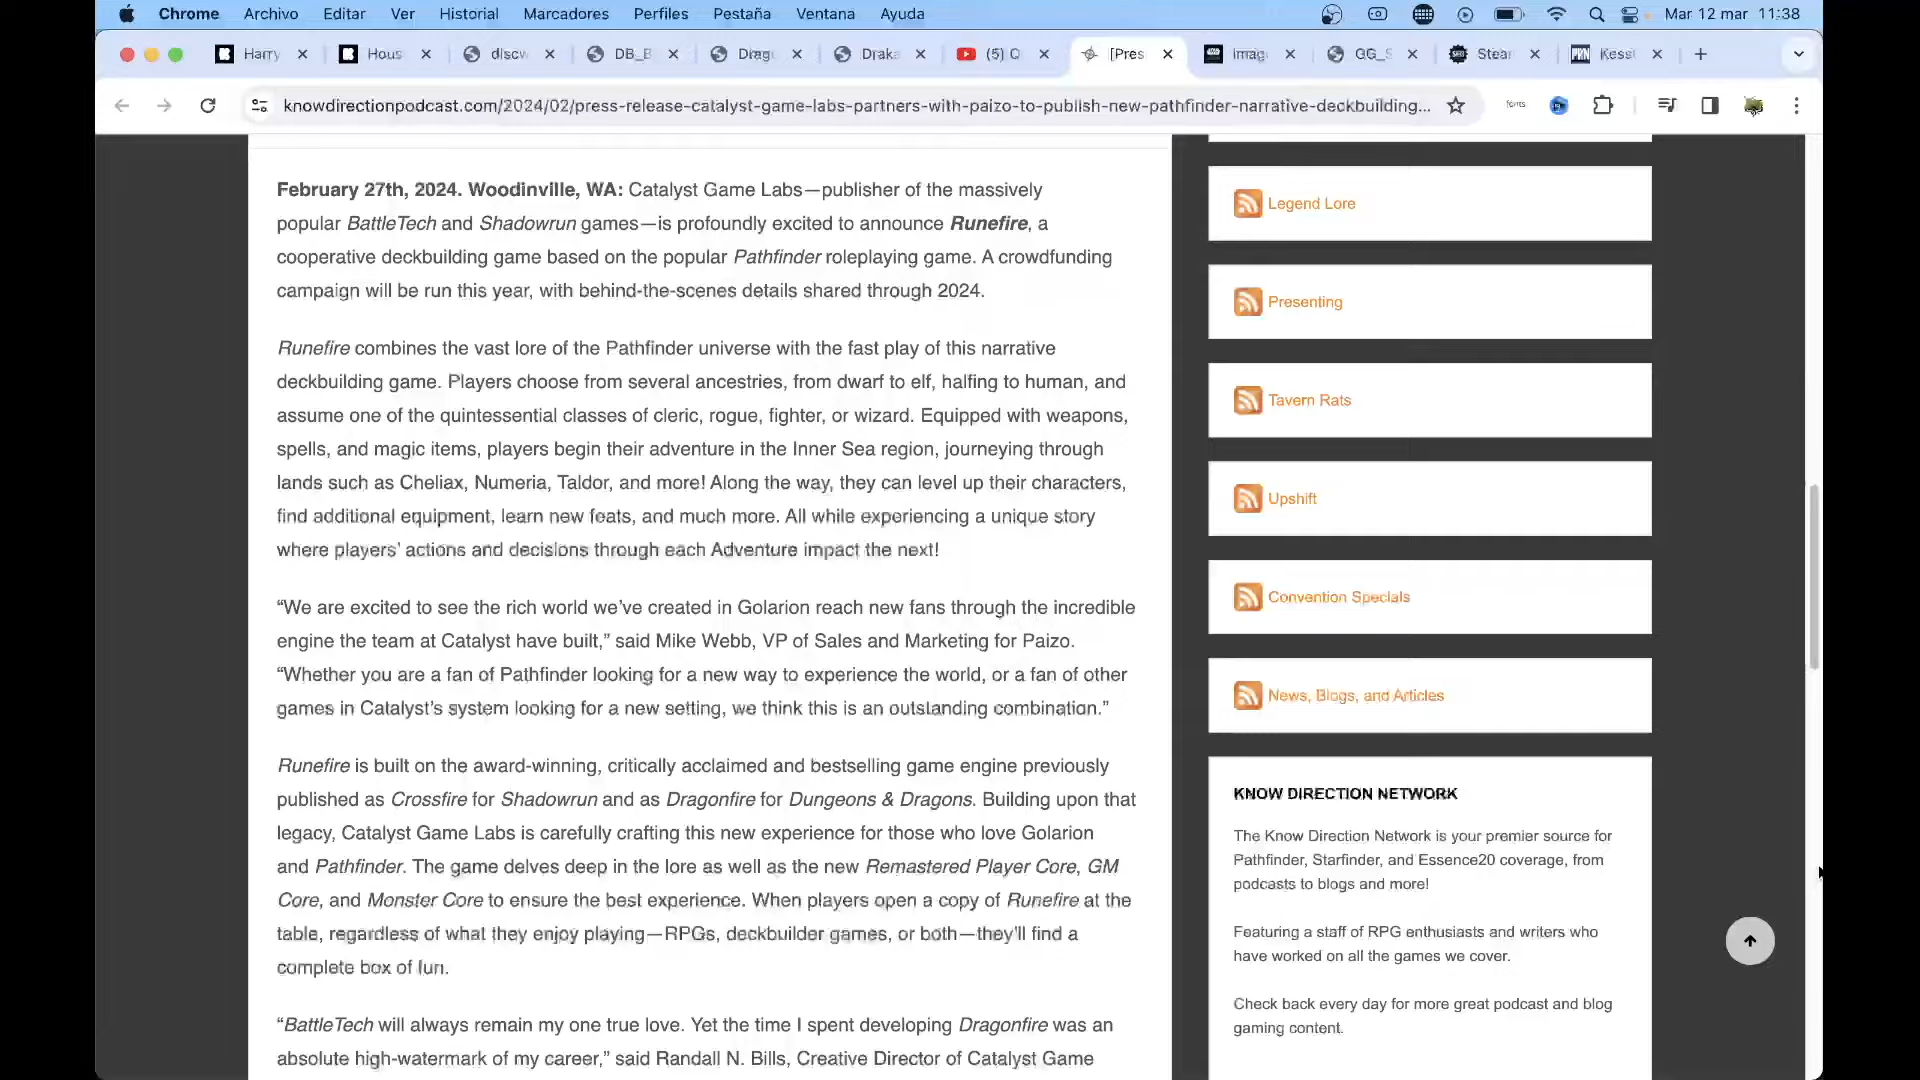 Chrome Archivo Editar Ver Historial Marcadores Perfiles Pestaña Ventana Ayuda Mar 12 mar 11:38
Harry Hous discw DB_B Drag Draka (5) Q [Pres Imag GG_S Stear Kessl
knowdirectionpodcast.com/2024/02/press-release-catalyst-game-labs-partners-with-paizo-to-publish-new-pathfinder-narrative-deckbuilding...
February 27th, 2024. Woodinville, WA: Catalyst Game Labs—publisher of the massively
popular BattleTech and Shadowrun games—is profoundly excited to announce Runefire, a
cooperative deckbuilding game based on the popular Pathfinder roleplaying game. A crowdfunding
campaign will be run this year, with behind-the-scenes details shared through 2024.
Runefire combines the vast lore of the Pathfinder universe with the fast play of this narrative
deckbuilding game. Players choose from several ancestries, from dwarf to elf, halfing to human, and
assume one of the quintessential classes of cleric, rogue, fighter, or wizard. Equipped with weapons,
spells, and magic items, players begin their adventure in the Inner Sea region, journeying through
lands such as Cheliax, Numeria, Taldor, and more! Along the way, they can level up their characters,
find additional equipment, learn new feats, and much more. All while experiencing a unique story
where players’ actions and decisions through each Adventure impact the next!
“We are excited to see the rich world we’ve created in Golarion reach new fans through the incredible
engine the team at Catalyst have built,” said Mike Webb, VP of Sales and Marketing for Paizo.
“Whether you are a fan of Pathfinder looking for a new way to experience the world, or a fan of other
games in Catalyst’s system looking for a new setting, we think this is an outstanding combination.”
Runefire is built on the award-winning, critically acclaimed and bestselling game engine previously
published as Crossfire for Shadowrun and as Dragonfire for Dungeons & Dragons. Building upon that
legacy, Catalyst Game Labs is carefully crafting this new experience for those who love Golarion
and Pathfinder. The game delves deep in the lore as well as the new Remastered Player Core, GM
Core, and Monster Core to ensure the best experience. When players open a copy of Runefire at the
table, regardless of what they enjoy playing—RPGs, deckbuilder games, or both—they’ll find a
complete box of fun.
“BattleTech will always remain my one true love. Yet the time I spent developing Dragonfire was an
absolute high-watermark of my career,” said Randall N. Bills, Creative Director of Catalyst Game
Legend Lore
Presenting
Tavern Rats
Upshift
Convention Specials
News, Blogs, and Articles
KNOW DIRECTION NETWORK
The Know Direction Network is your premier source for
Pathfinder, Starfinder, and Essence20 coverage, from
podcasts to blogs and more!
Featuring a staff of RPG enthusiasts and writers who
have worked on all the games we cover.
Check back every day for more great podcast and blog
gaming content.